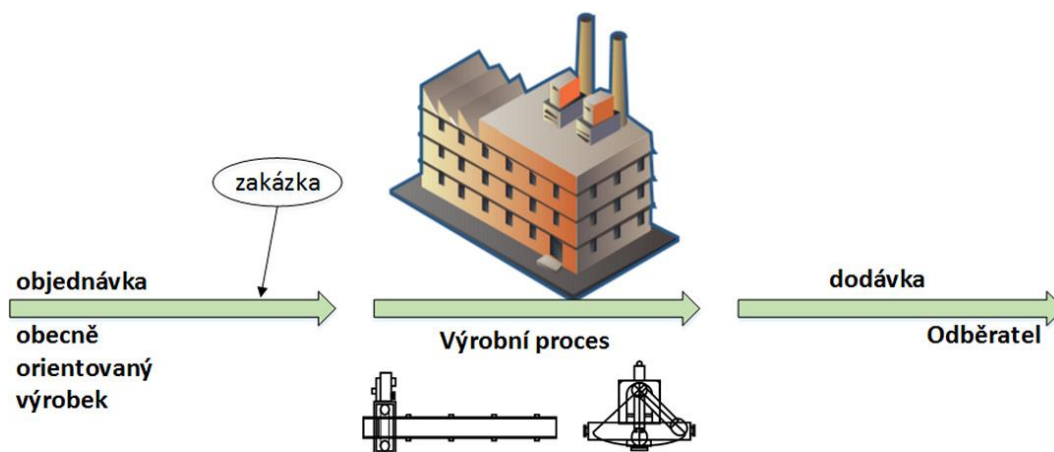 zakázka
objednávka
obecně
orientovaný
výrobek
Výrobní proces
dodávka
Odběratel